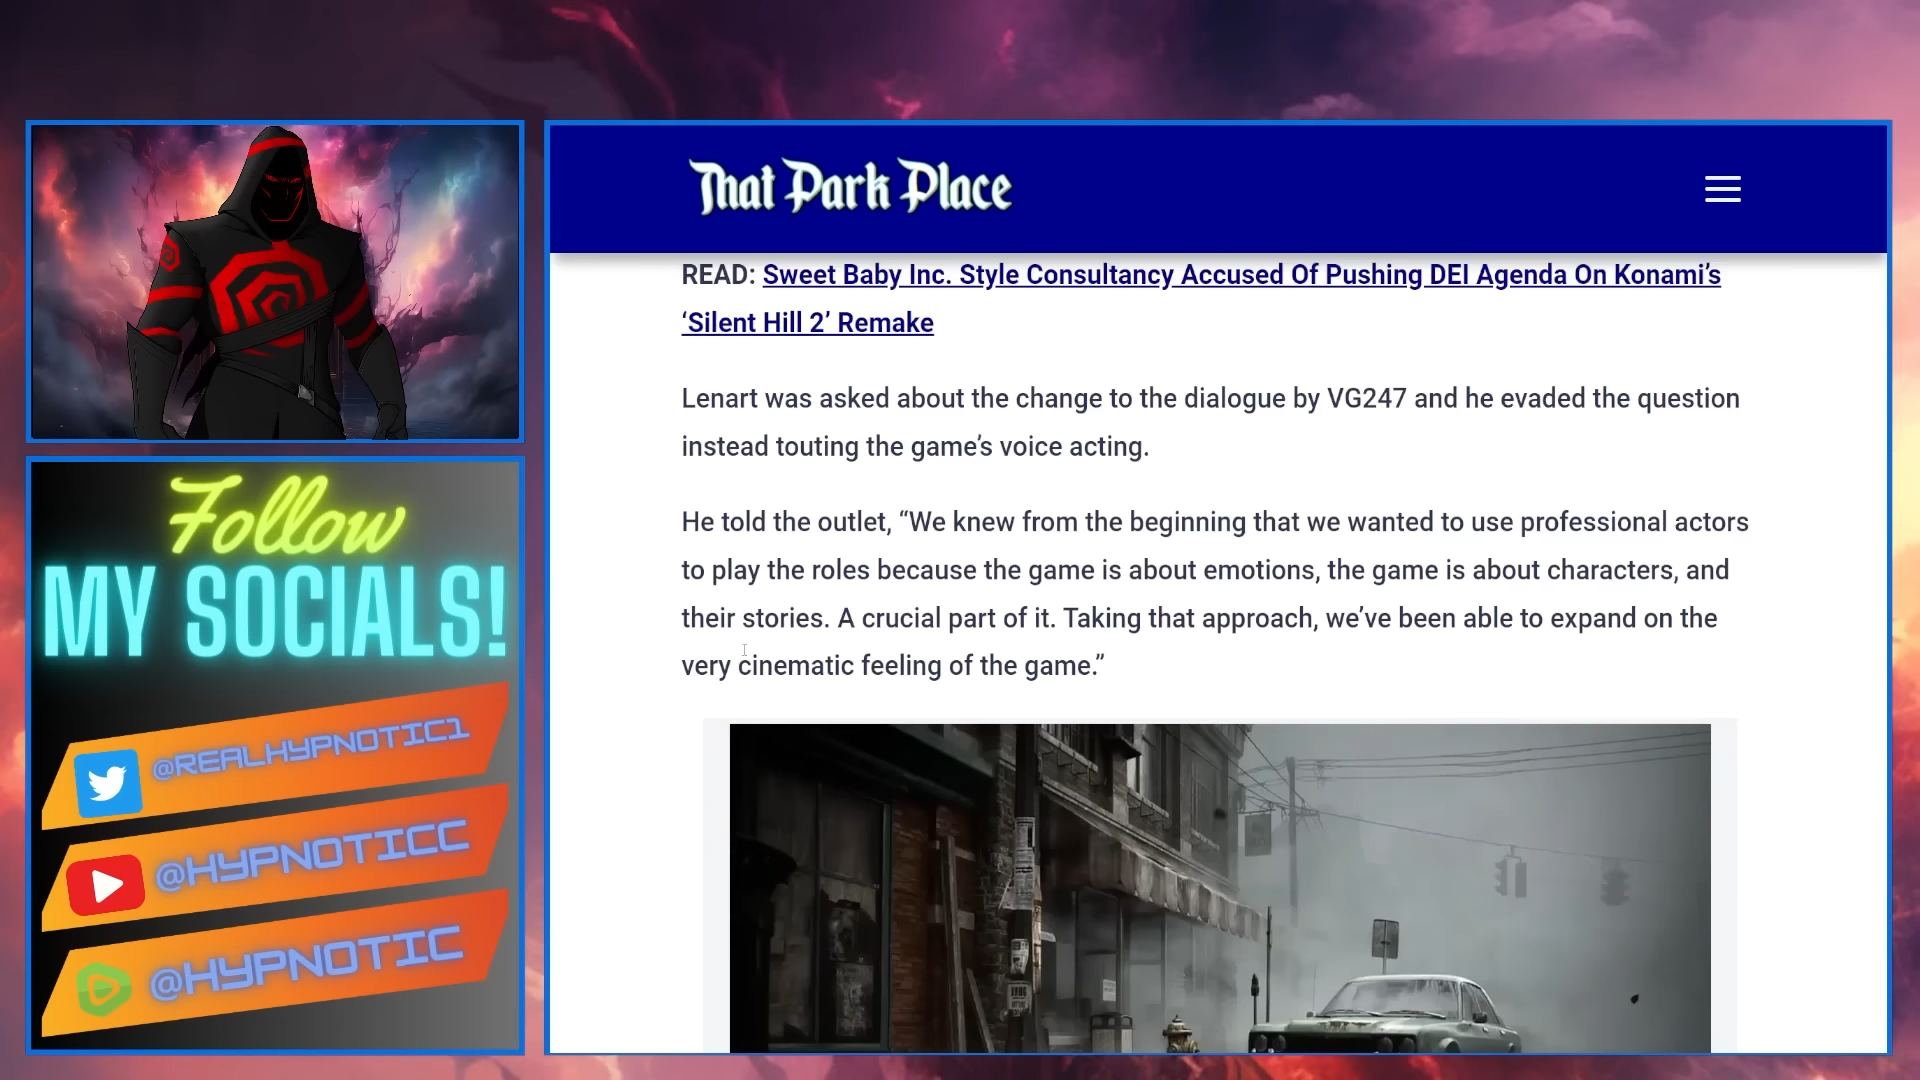 That Park Place
READ: Sweet Baby Inc. Style Consultancy Accused Of Pushing DEI Agenda On Konami’s
‘Silent Hill 2’ Remake
Lenart was asked about the change to the dialogue by VG247 and he evaded the question
instead touting the game’s voice acting.
He told the outlet, “We knew from the beginning that we wanted to use professional actors
to play the roles because the game is about emotions, the game is about characters, and
their stories. A crucial part of it. Taking that approach, we’ve been able to expand on the
very cinematic feeling of the game.”
Follow
MY SOCIALS!
@REALHYPNOTIC1
@HYPNOTICC
@HYPNOTIC